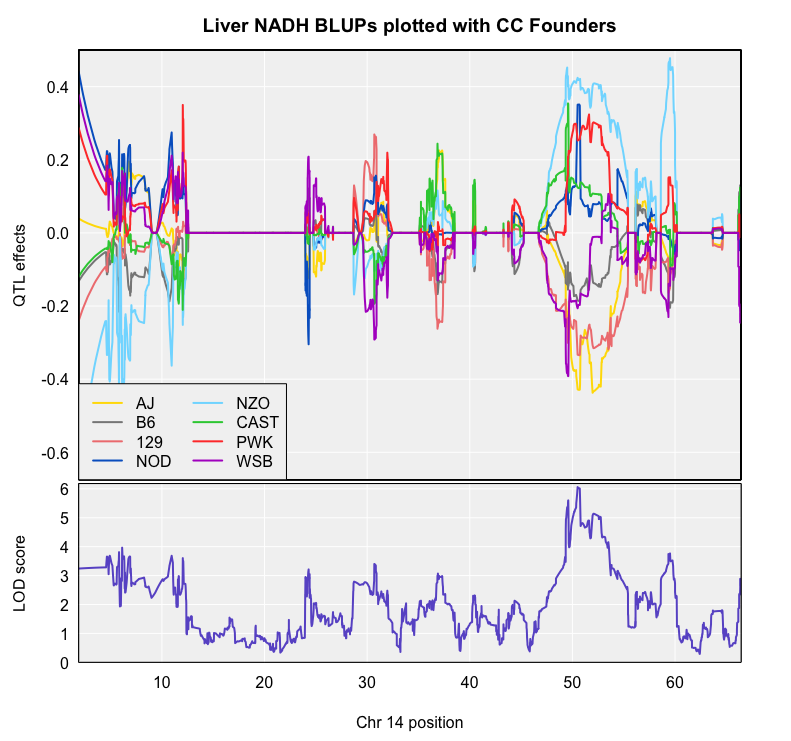 Liver NADH BLUPs plotted with CC Founders
QTL effects
0.4
0.2
0.0
-0.2
-0.4
-0.6
AJ NZO
B6 CAST
129 PWK
NOD WSB
LOD score
6
5
4
3
2
1
0
10 20 30 40 50 60
Chr 14 position